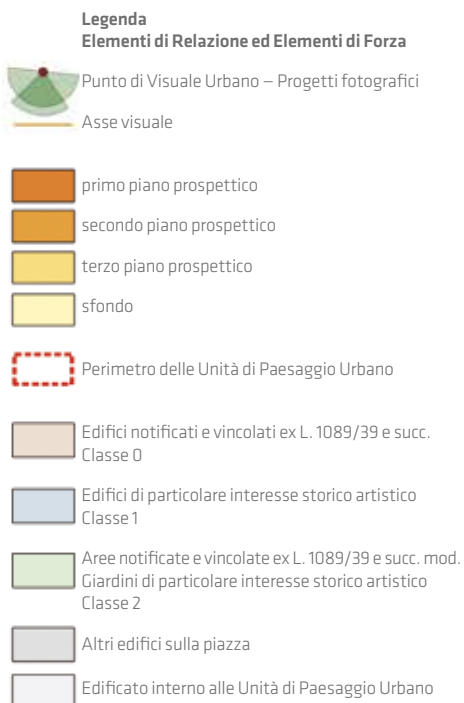 Legenda
Elementi di Relazione ed Elementi di Forza
Punto di Visuale Urbano – Progetti fotografici
Asse visuale
primo piano prospettico
secondo piano prospettico
terzo piano prospettico
sfondo
Perimetro delle Unità di Paesaggio Urbano
Edifici notificati e vincolati ex L. 1089/39 e succ.
Classe 0
Edifici di particolare interesse storico artistico
Classe 1
Aree notificate e vincolate ex L. 1089/39 e succ. mod.
Giardini di particolare interesse storico artistico
Classe 2
Altri edifici sulla piazza
Edificato interno alle Unità di Paesaggio Urbano